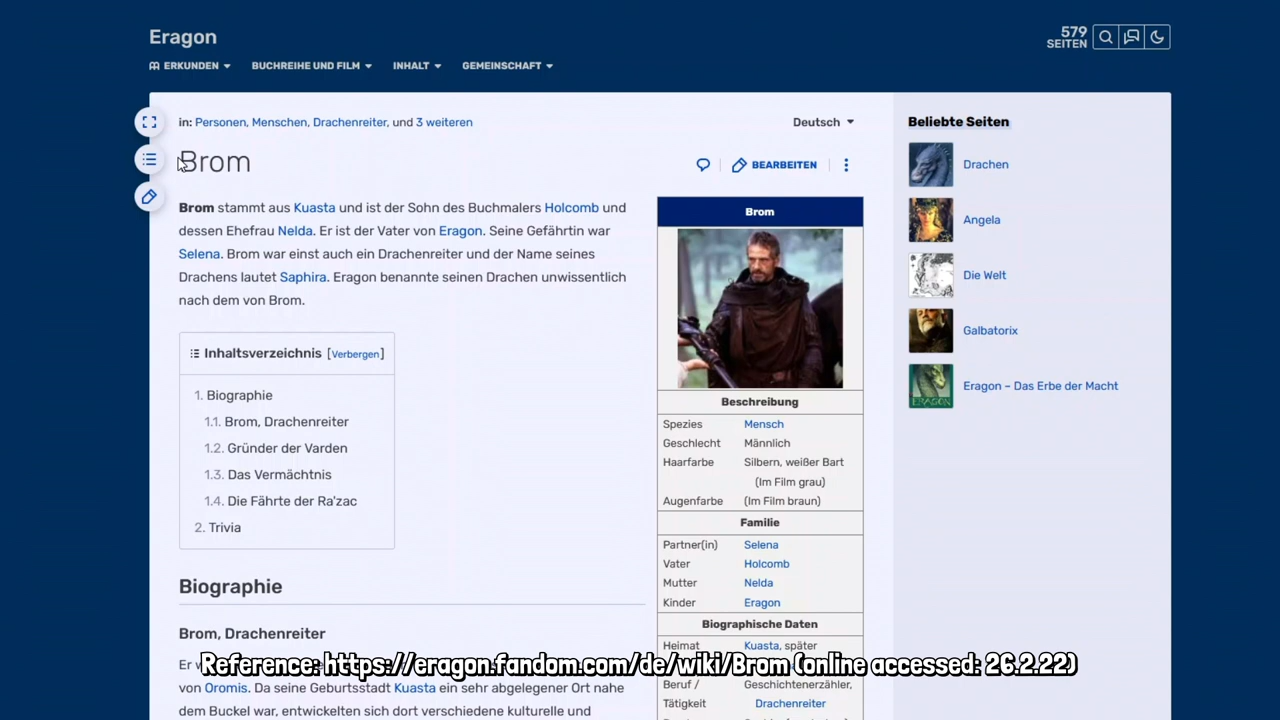 Eragon
579
SEITEN
ERKUNDEN
BUCHREIHE UND FILM
INHALT
GEMEINSCHAFT
in: Personen, Menschen, Drachenreiter, und 3 weiteren
Deutsch
Brom
BEARBEITEN
Brom stammt aus Kuasta und ist der Sohn des Buchmalers Holcomb und
dessen Ehefrau Nelda. Er ist der Vater von Eragon. Seine Gefährtin war
Selena. Brom war einst auch ein Drachenreiter und der Name seines
Drachens lautet Saphira. Eragon benannte seinen Drachen unwissentlich
nach dem von Brom.
Inhaltsverzeichnis [Verbergen]
1. Biographie
1.1. Brom, Drachenreiter
1.2. Gründer der Varden
1.3. Das Vermächtnis
1.4. Die Fährte der Ra'zac
2. Trivia
Biographie
Brom, Drachenreiter
von Oromis. Da seine Geburtsstadt Kuasta ein sehr abgelegener Ort nahe
dem Buckel war, entwickelten sich dort verschiedene kulturelle und
Brom
Beschreibung
Spezies Mensch
Geschlecht Männlich
Haarfarbe Silbern, weißer Bart
(Im Film grau)
Augenfarbe (Im Film braun)
Familie
Partner(in) Selena
Vater Holcomb
Mutter Nelda
Kinder Eragon
Biographische Daten
Heimat Kuasta, später
Beruf / Geschichtenerzähler,
Tätigkeit Drachenreiter
Beliebte Seiten
Drachen
Angela
Die Welt
Galbatorix
ERAGON
Eragon – Das Erbe der Macht
Reference: https://eragon.fandom.com/de/wiki/Brom (online accessed: 26.2.22)